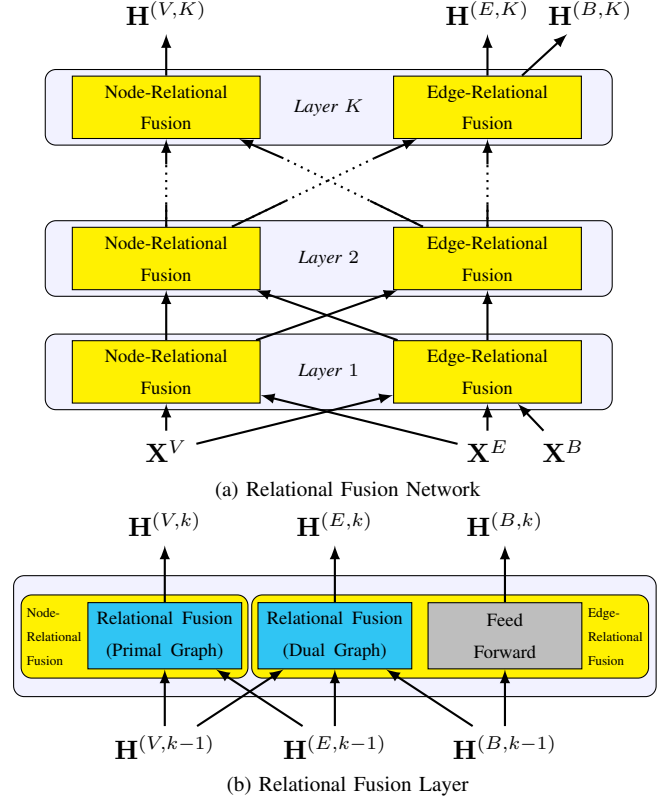 H^(V,K) H^(E,K) H^(B,K)
Node-Relational Fusion
Layer K
Edge-Relational Fusion
Node-Relational Fusion
Layer 2
Edge-Relational Fusion
Node-Relational Fusion
Layer 1
Edge-Relational Fusion
X^V X^E X^B
(a) Relational Fusion Network
H^(V,k) H^(E,k) H^(B,k)
Node-
Relational
Fusion
Relational Fusion
(Primal Graph)
Relational Fusion
(Dual Graph)
Feed
Forward
Edge-
Relational
Fusion
H^(V,k−1) H^(E,k−1) H^(B,k−1)
(b) Relational Fusion Layer